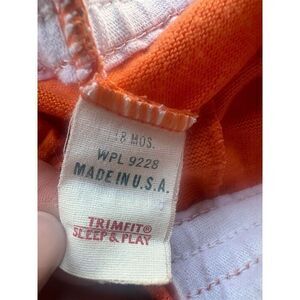 18 MOS.
WPL 9228
MADE IN U.S.A.
TRIMFIT®
SLEEP & PLAY